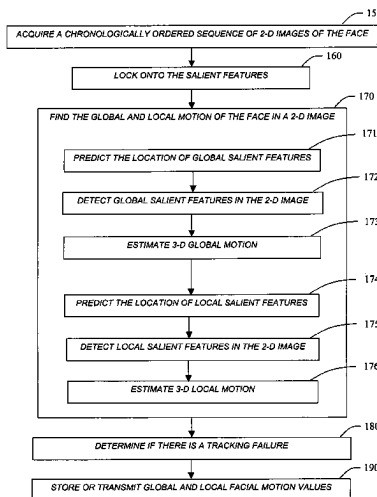 15
ACQUIRE A CHRONOLOGICALLY ORDERED SEQUENCE OF 2-D IMAGES OF THE FACE
160
LOCK ONTO THE SALIENT FEATURES
170
FIND THE GLOBAL AND LOCAL MOTION OF THE FACE IN A 2-D IMAGE
171
PREDICT THE LOCATION OF GLOBAL SALIENT FEATURES
172
DETECT GLOBAL SALIENT FEATURES IN THE 2-D IMAGE
173
ESTIMATE 3-D GLOBAL MOTION
174
PREDICT THE LOCATION OF LOCAL SALIENT FEATURES
175
DETECT LOCAL SALIENT FEATURES IN THE 2-D IMAGE
176
ESTIMATE 3-D LOCAL MOTION
180
DETERMINE IF THERE IS A TRACKING FAILURE
190
STORE OR TRANSMIT GLOBAL AND LOCAL FACIAL MOTION VALUES